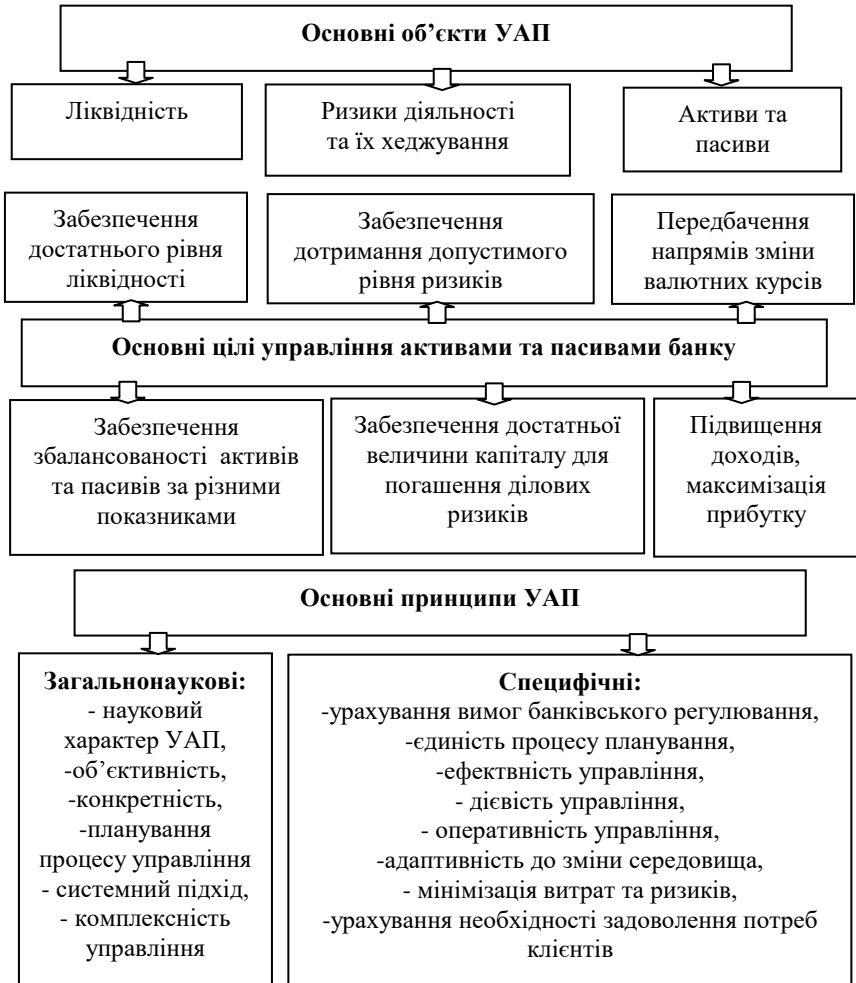 Основні об’єкти УАП
Ліквідність
Ризики діяльності
та їх хеджування
Активи та
пасиви
Забезпечення
достатнього рівня
ліквідності
Забезпечення
дотримання допустимого
рівня ризиків
Передбачення
напрямів зміни
валютних курсів
Основні цілі управління активами та пасивами банку
Забезпечення
збалансованості активів
та пасивів за різними
показниками
Забезпечення достатньої
величини капіталу для
погашення ділових
ризиків
Підвищення
доходів,
максимізація
прибутку
Основні принципи УАП
Загальнонаукові:
- науковий
характер УАП,
-об’єктивність,
-конкретність,
-планування
процесу управління
- системний підхід,
- комплексність
управління
Специфічні:
-урахування вимог банківського регулювання,
-єдиність процесу планування,
-ефектвність управління,
- дієвість управління,
- оперативність управління,
-адаптивність до зміни середовища,
- мінімізація витрат та ризиків,
-урахування необхідності задоволення потреб
клієнтів